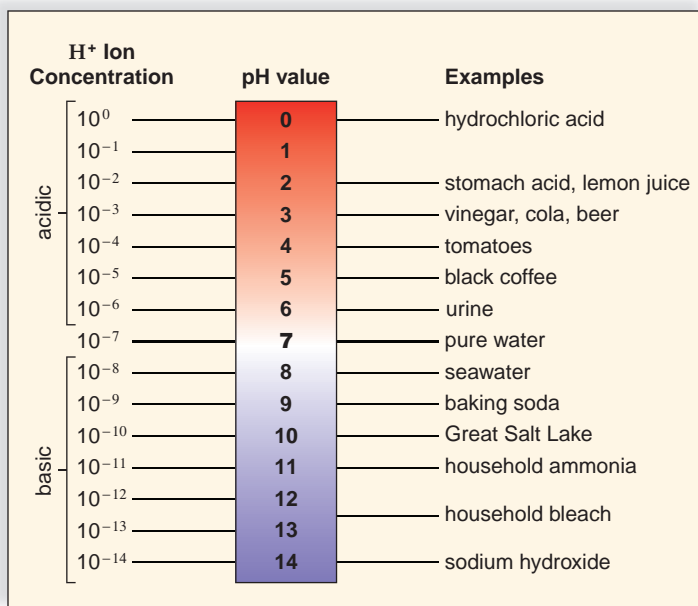 H⁺ Ion
Concentration pH value Examples
acidic
10⁰ 0 hydrochloric acid
10⁻¹ 1
10⁻² 2 stomach acid, lemon juice
10⁻³ 3 vinegar, cola, beer
10⁻⁴ 4 tomatoes
10⁻⁵ 5 black coffee
10⁻⁶ 6 urine
10⁻⁷ 7 pure water
basic
10⁻⁸ 8 seawater
10⁻⁹ 9 baking soda
10⁻¹⁰ 10 Great Salt Lake
10⁻¹¹ 11 household ammonia
10⁻¹² 12
household bleach
10⁻¹³ 13
10⁻¹⁴ 14 sodium hydroxide